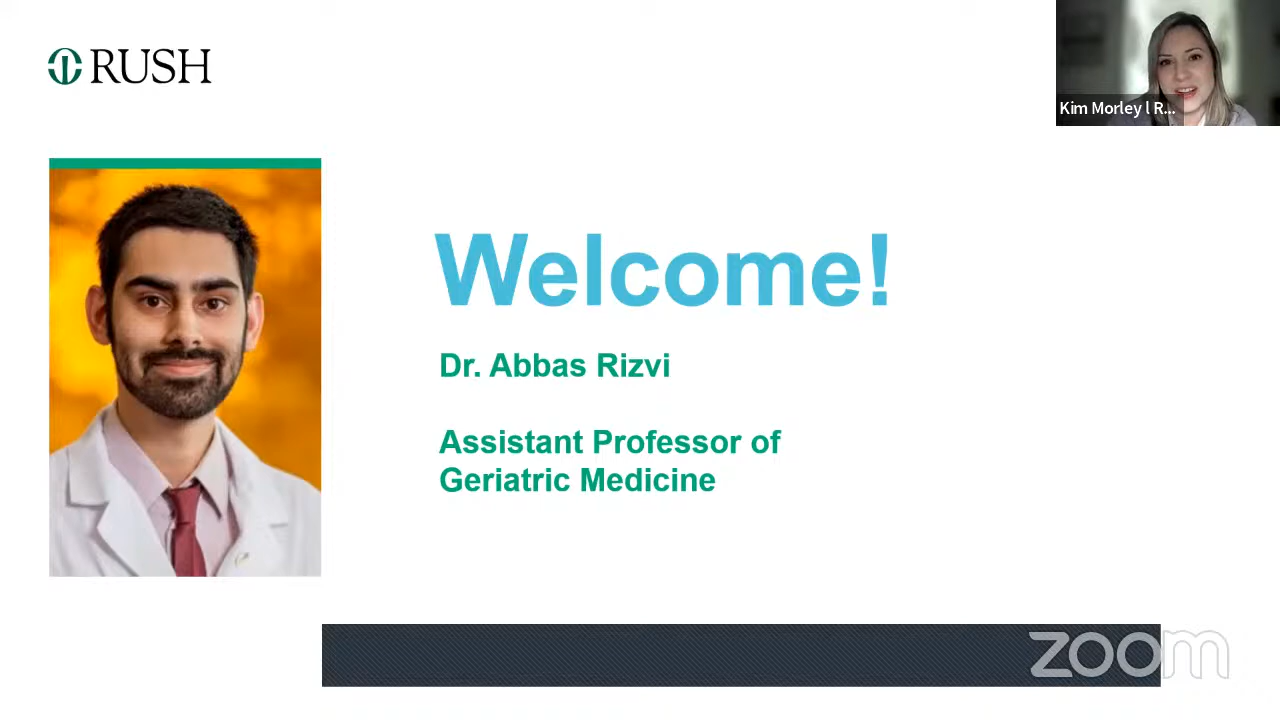 RUSH
Kim Morley l R...
Welcome!
Dr. Abbas Rizvi
Assistant Professor of
Geriatric Medicine
zoom